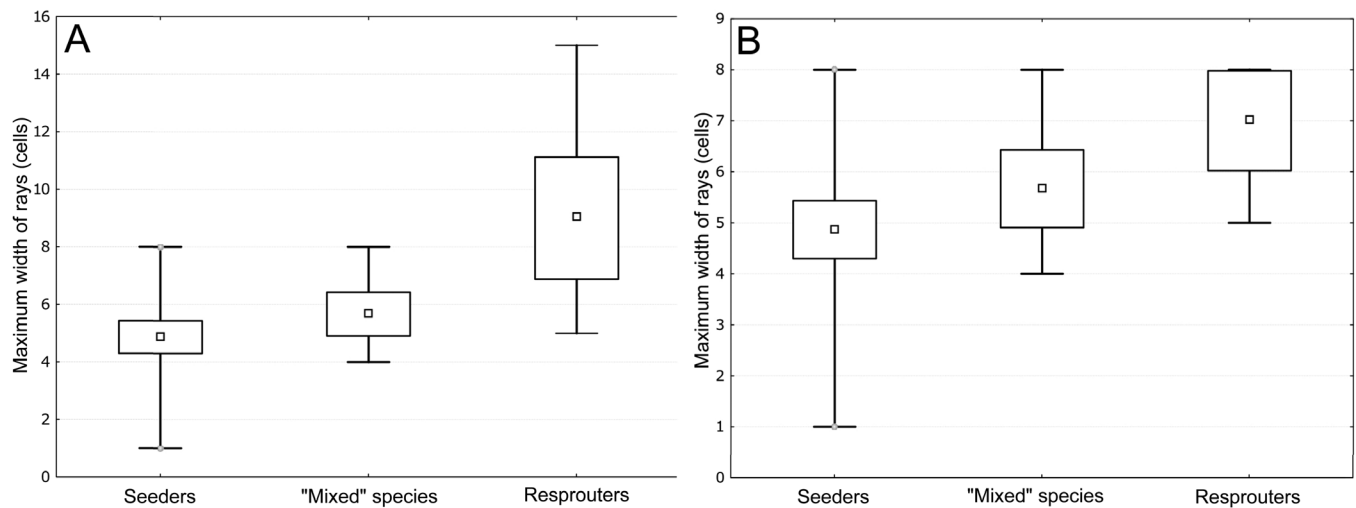 A
Maximum width of rays (cells)
16
14
12
10
8
6
4
2
0
Seeders
"Mixed" species
Resprouters
B
Maximum width of rays (cells)
9
8
7
6
5
4
3
2
1
0
Seeders
"Mixed" species
Resprouters